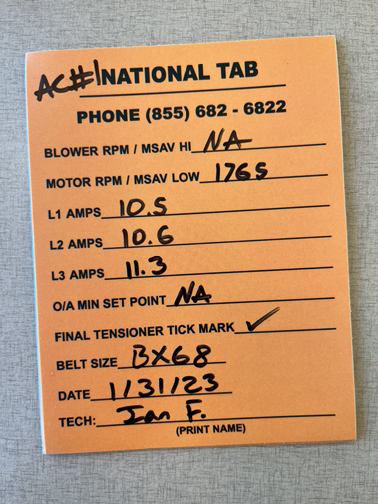 AC#1 NATIONAL TAB
PHONE (855) 682 - 6822
BLOWER RPM / MSAV HI NA
MOTOR RPM / MSAV LOW 1765
L1 AMPS 10.5
L2 AMPS 10.6
L3 AMPS 11.3
O/A MIN SET POINT NA
FINAL TENSIONER TICK MARK ✓
BELT SIZE BX68
DATE 1/31/23
TECH: Ian F.
(PRINT NAME)